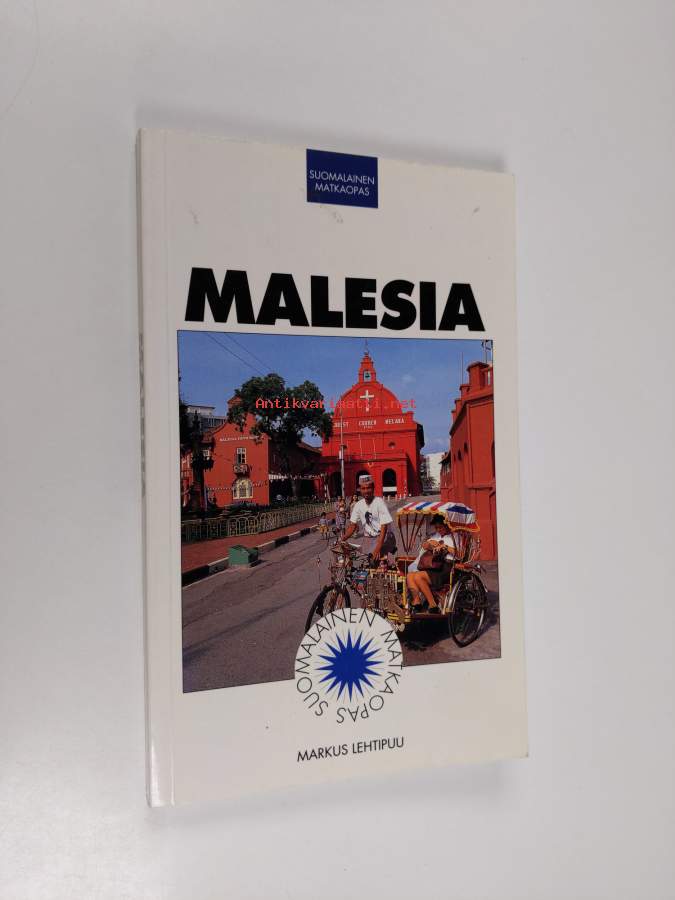 SUOMALAINEN
MATKAOPAS
MALESIA
Antikvariaatti.net
CHRIST CHURCH MELAKA
SUOMALAINEN MATKAOPAS
MARKUS LEHTIPUU